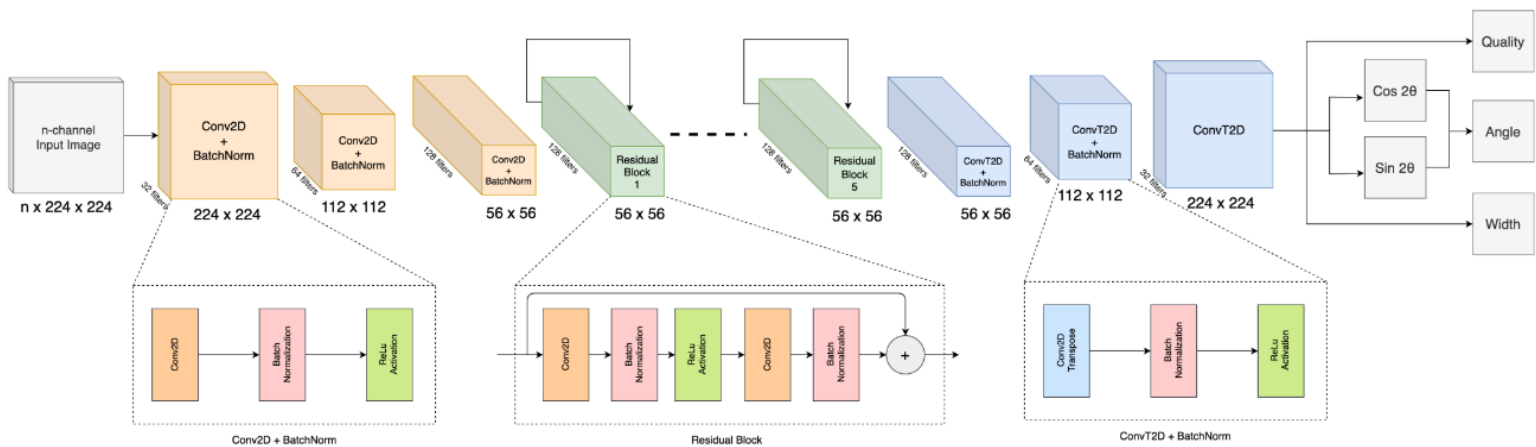 n-channel
Input Image
n x 224 x 224
Conv2D
+
BatchNorm
32 filters
224 x 224
Conv2D
+
BatchNorm
64 filters
112 x 112
Conv2D
+
BatchNorm
128 filters
56 x 56
Residual
Block
1
128 filters
56 x 56
Residual
Block
5
128 filters
56 x 56
ConvT2D
+
BatchNorm
128 filters
56 x 56
ConvT2D
+
BatchNorm
64 filters
112 x 112
ConvT2D
32 filters
224 x 224
Quality
Cos 2θ
Sin 2θ
Angle
Width
Conv2D
Batch
Normalization
ReLu
Activation
Conv2D + BatchNorm
Conv2D
Batch
Normalization
ReLu
Activation
Conv2D
Batch
Normalization
+
Residual Block
Conv2D
Transpose
Batch
Normalization
ReLu
Activation
ConvT2D + BatchNorm